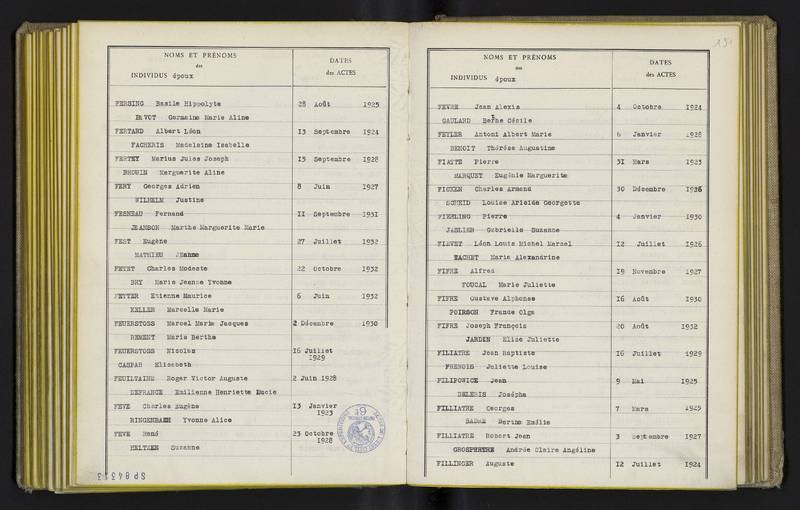 NOMS ET PRÉNOMS
des
INDIVIDUS époux
DATES
des ACTES
FERSING Basile Hippolyte 28 Août 1925
BAVOT Germaine Marie Aline
FERTARD Albert Léon 13 Septembre 1924
FACHERIS Madeleine Isabelle
FERTEY Marius Jules Joseph 15 Septembre 1928
BHOUIN Marguerite Aline
FERY Georges Adrien 8 Juin 1927
WILHELM Justine
FESNEAU Fernand 11 Septembre 1931
JEANSON Marthe Marguerite Marie
FEST Eugène 27 Juillet 1932
MATHIEU Jeanne
FETET Charles Modeste 22 Octobre 1932
BRY Marie Jeanne Yvonne
FETTER Etienne Maurice 6 Juin 1932
KELLER Marcelle Marie
FEUERSTOSS Marcel Marie Jacques 2 Décembre 1930
REMENT Marie Berthe
FEUERSTOSS Nicolas 16 Juillet
1929
CASPAR Elisabeth
FEUILTAINE Roger Victor Auguste 2 Juin 1928
DEFRANCE Emilienne Henriette Lucie
FEVE Charles Eugène 13 Janvier
1923
RINGENBACH Yvonne Alice
FEVE René 23 Octobre
1928
MELTZER Suzanne
SP84313
191
NOMS ET PRÉNOMS
des
INDIVIDUS époux
DATES
des ACTES
FEVRE Jean Alexis 4 Octobre 1924
GAULARD Berthe Cécile
FEYLER Antoni Albert Marie 6 Janvier 1928
BENOIT Thérèse Augustine
FIATTE Pierre 31 Mars 1923
MARQUET Eugénie Marguerite
FICKEN Charles Armand 30 Décembre 1926
SCHEID Louise Aricide Georgette
FIERLING Pierre 4 Janvier 1930
JABLIER Gabrielle Suzanne
FIEVET Léon Louis Michel Marcel 12 Juillet 1926
TACHET Marie Alexandrine
FIFRE Alfred 19 Novembre 1927
FOUCAL Marie Juliette
FIFRE Gustave Alphonse 16 Août 1930
POIRSON France Olga
FIFRE Joseph François 20 Août 1932
JARDIN Elise Juliette
FILIATRE Jean Baptiste 16 Juillet 1929
FRENOIS Juliette Louise
FILIPOWICZ Jean 9 Mai 1925
DELERIS Josépha
FILLIATRE Georges 7 Mars 1925
BADRE Berthe Emélie
FILLIATRE Robert Jean 3 Septembre 1927
GROSPRETRE Andrée Claire Angéline
FILLINGER Auguste 12 Juillet 1924